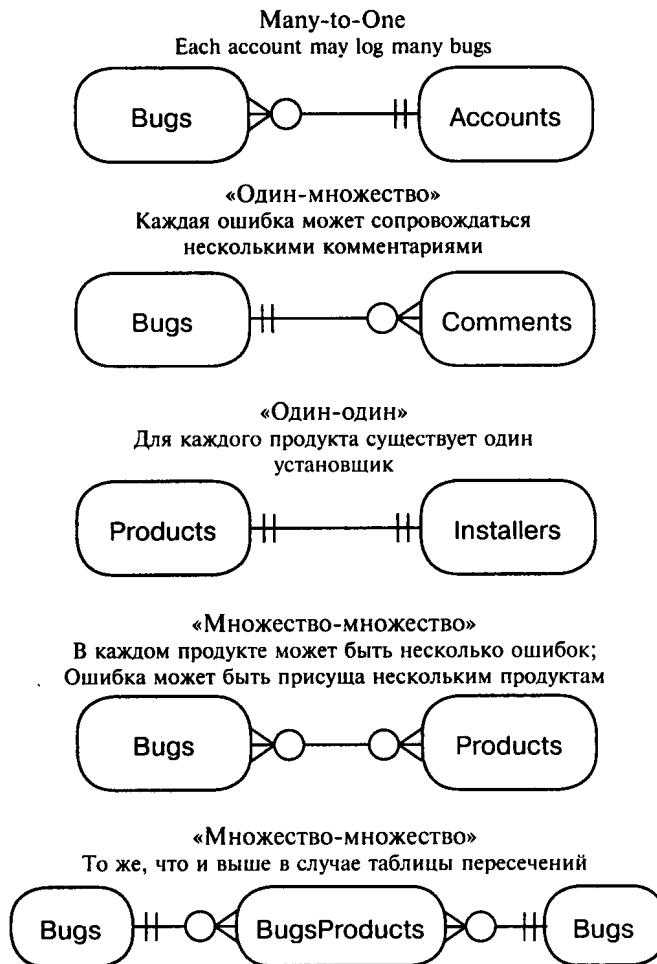 Many-to-One
Each account may log many bugs
Bugs
Accounts
«Один-множество»
Каждая ошибка может сопровождаться
несколькими комментариями
Bugs
Comments
«Один-один»
Для каждого продукта существует один
установщик
Products
Installers
«Множество-множество»
В каждом продукте может быть несколько ошибок;
Ошибка может быть присуща нескольким продуктам
Bugs
Products
«Множество-множество»
То же, что и выше в случае таблицы пересечений
Bugs
BugsProducts
Bugs